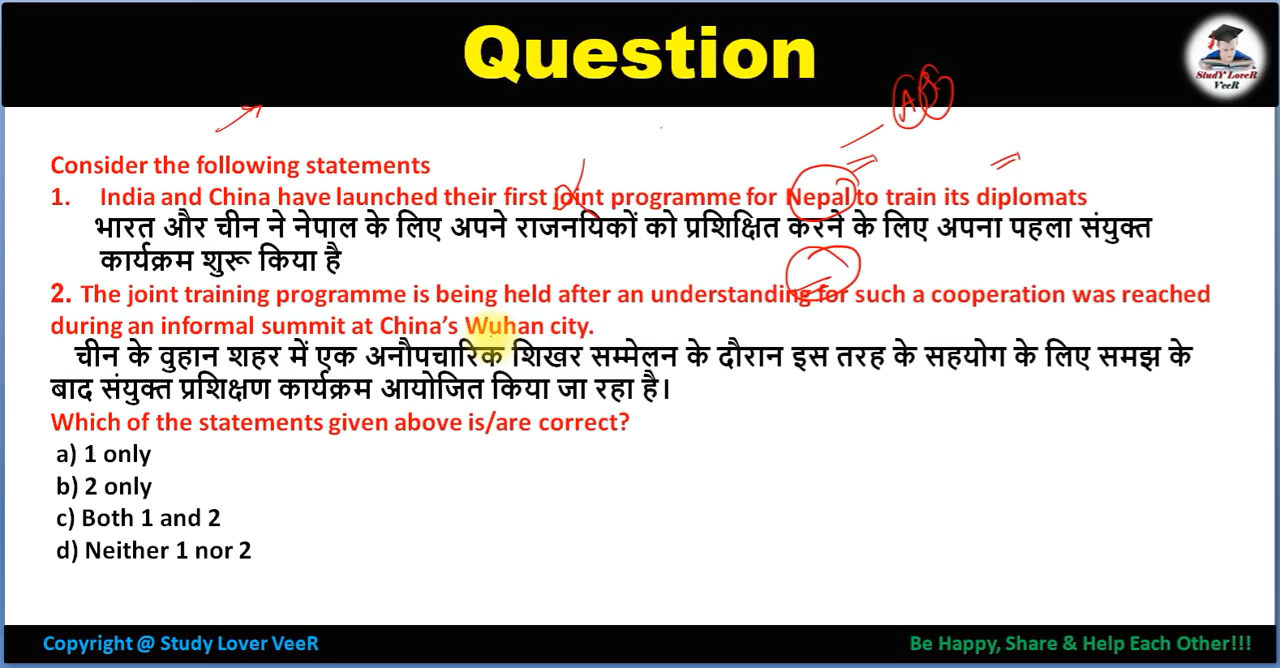 Question
StudY LoveR
VeeR
AB
Consider the following statements
1. India and China have launched their first joint programme for Nepal to train its diplomats
भारत और चीन ने नेपाल के लिए अपने राजनयिकों को प्रशिक्षित करने के लिए अपना पहला संयुक्त
कार्यक्रम शुरू किया है
2. The joint training programme is being held after an understanding for such a cooperation was reached
during an informal summit at China's Wuhan city.
चीन के वुहान शहर में एक अनौपचारिक शिखर सम्मेलन के दौरान इस तरह के सहयोग के लिए समझ के
बाद संयुक्त प्रशिक्षण कार्यक्रम आयोजित किया जा रहा है।
Which of the statements given above is/are correct?
a) 1 only
b) 2 only
c) Both 1 and 2
d) Neither 1 nor 2
Copyright @ Study Lover VeeR
Be Happy, Share & Help Each Other!!!